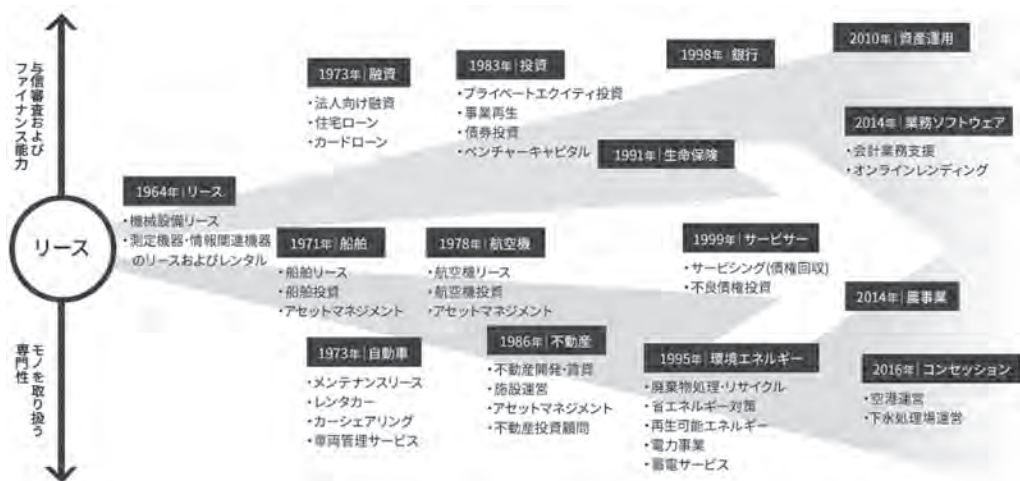 与信審査および
ファイナンス能力
リース
モノを取り扱う
専門性
1964年|リース
・機械設備リース
・測定機器・情報関連機器
のリースおよびレンタル
1973年|融資
・法人向け融資
・住宅ローン
・カードローン
1983年|投資
・プライベートエクイティ投資
・事業再生
・債券投資
・ベンチャーキャピタル
1998年|銀行
2010年|資産運用
1991年|生命保険
2014年|業務ソフトウェア
・会計業務支援
・オンラインレンディング
1971年|船舶
・船舶リース
・船舶投資
・アセットマネジメント
1978年|航空機
・航空機リース
・航空機投資
・アセットマネジメント
1999年|サービサー
・サービシング(債権回収)
・不良債権投資
2014年|農事業
1973年|自動車
・メンテナンスリース
・レンタカー
・カーシェアリング
・車両管理サービス
1986年|不動産
・不動産開発・賃貸
・施設運営
・アセットマネジメント
・不動産投資顧問
1995年|環境エネルギー
・廃棄物処理・リサイクル
・省エネルギー対策
・再生可能エネルギー
・電力事業
・蓄電サービス
2016年|コンセッション
・空港運営
・下水処理場運営